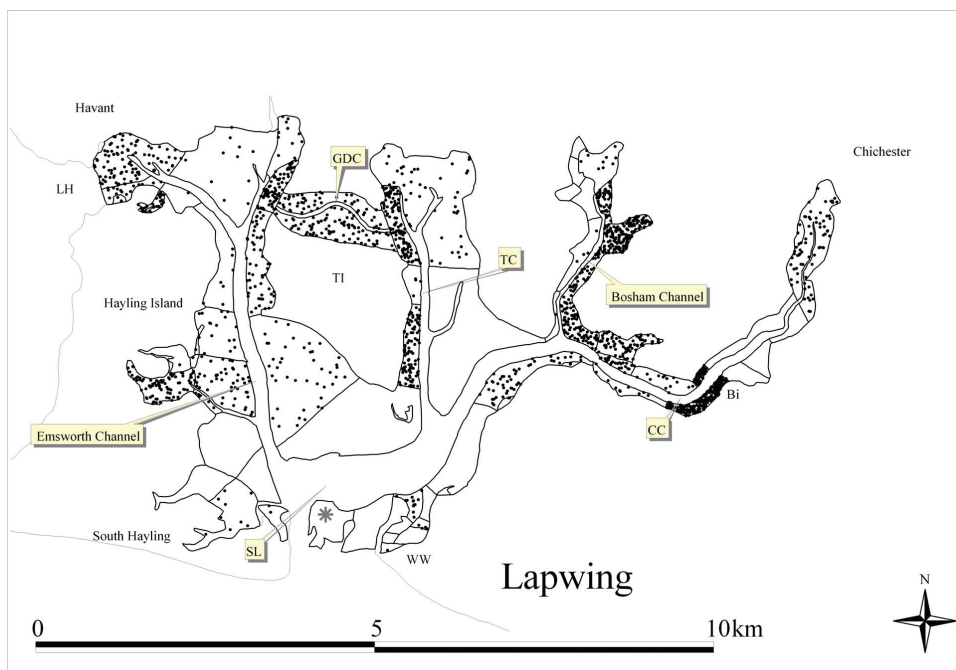 Havant
GDC
Chichester
LH
TC
TI
Bosham Channel
Hayling Island
Bi
Emsworth Channel
CC
South Hayling
SL
WW
Lapwing
N
0
5
10km